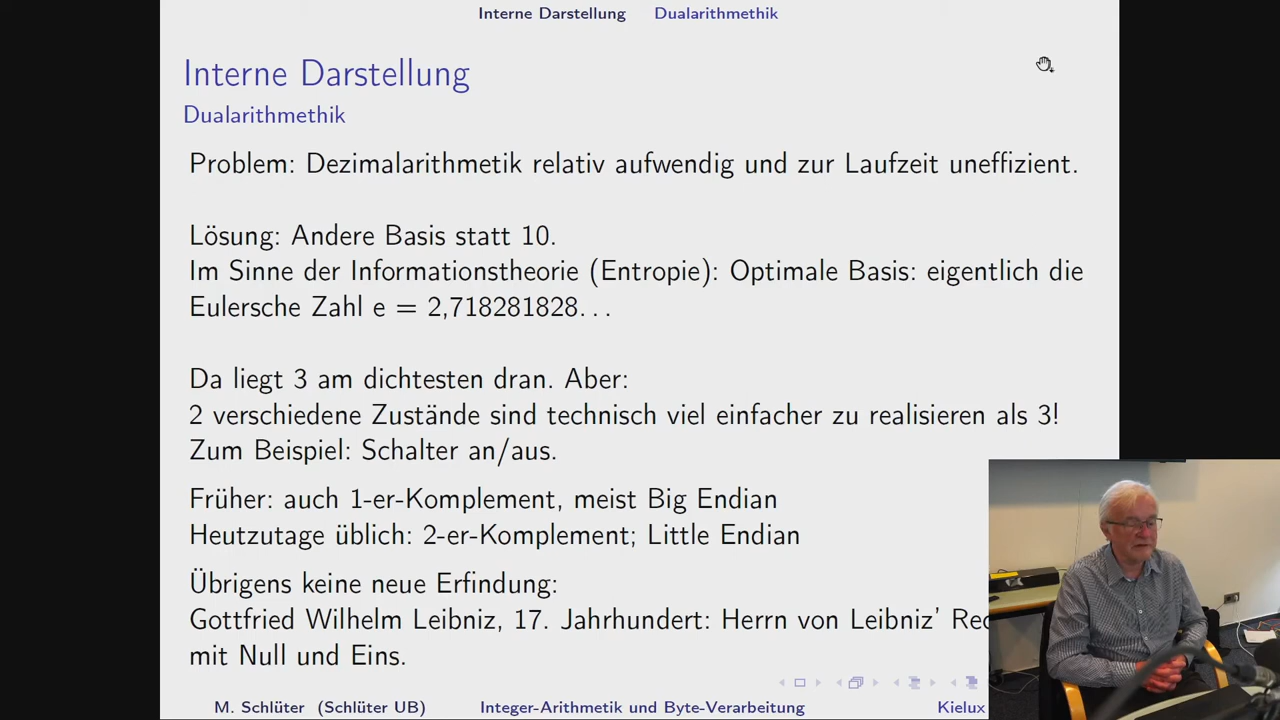 Interne Darstellung Dualarithmethik
Interne Darstellung
Dualarithmethik
Problem: Dezimalarithmetik relativ aufwendig und zur Laufzeit uneffizient.
Lösung: Andere Basis statt 10.
Im Sinne der Informationstheorie (Entropie): Optimale Basis: eigentlich die
Eulersche Zahl e = 2,718281828...
Da liegt 3 am dichtesten dran. Aber:
2 verschiedene Zustände sind technisch viel einfacher zu realisieren als 3!
Zum Beispiel: Schalter an/aus.
Früher: auch 1-er-Komplement, meist Big Endian
Heutzutage üblich: 2-er-Komplement; Little Endian
Übrigens keine neue Erfindung:
Gottfried Wilhelm Leibniz, 17. Jahrhundert: Herrn von Leibniz'
mit Null und Eins.
M. Schlüter (Schlüter UB) Integer-Arithmetik und Byte-Verarbeitung Kielux